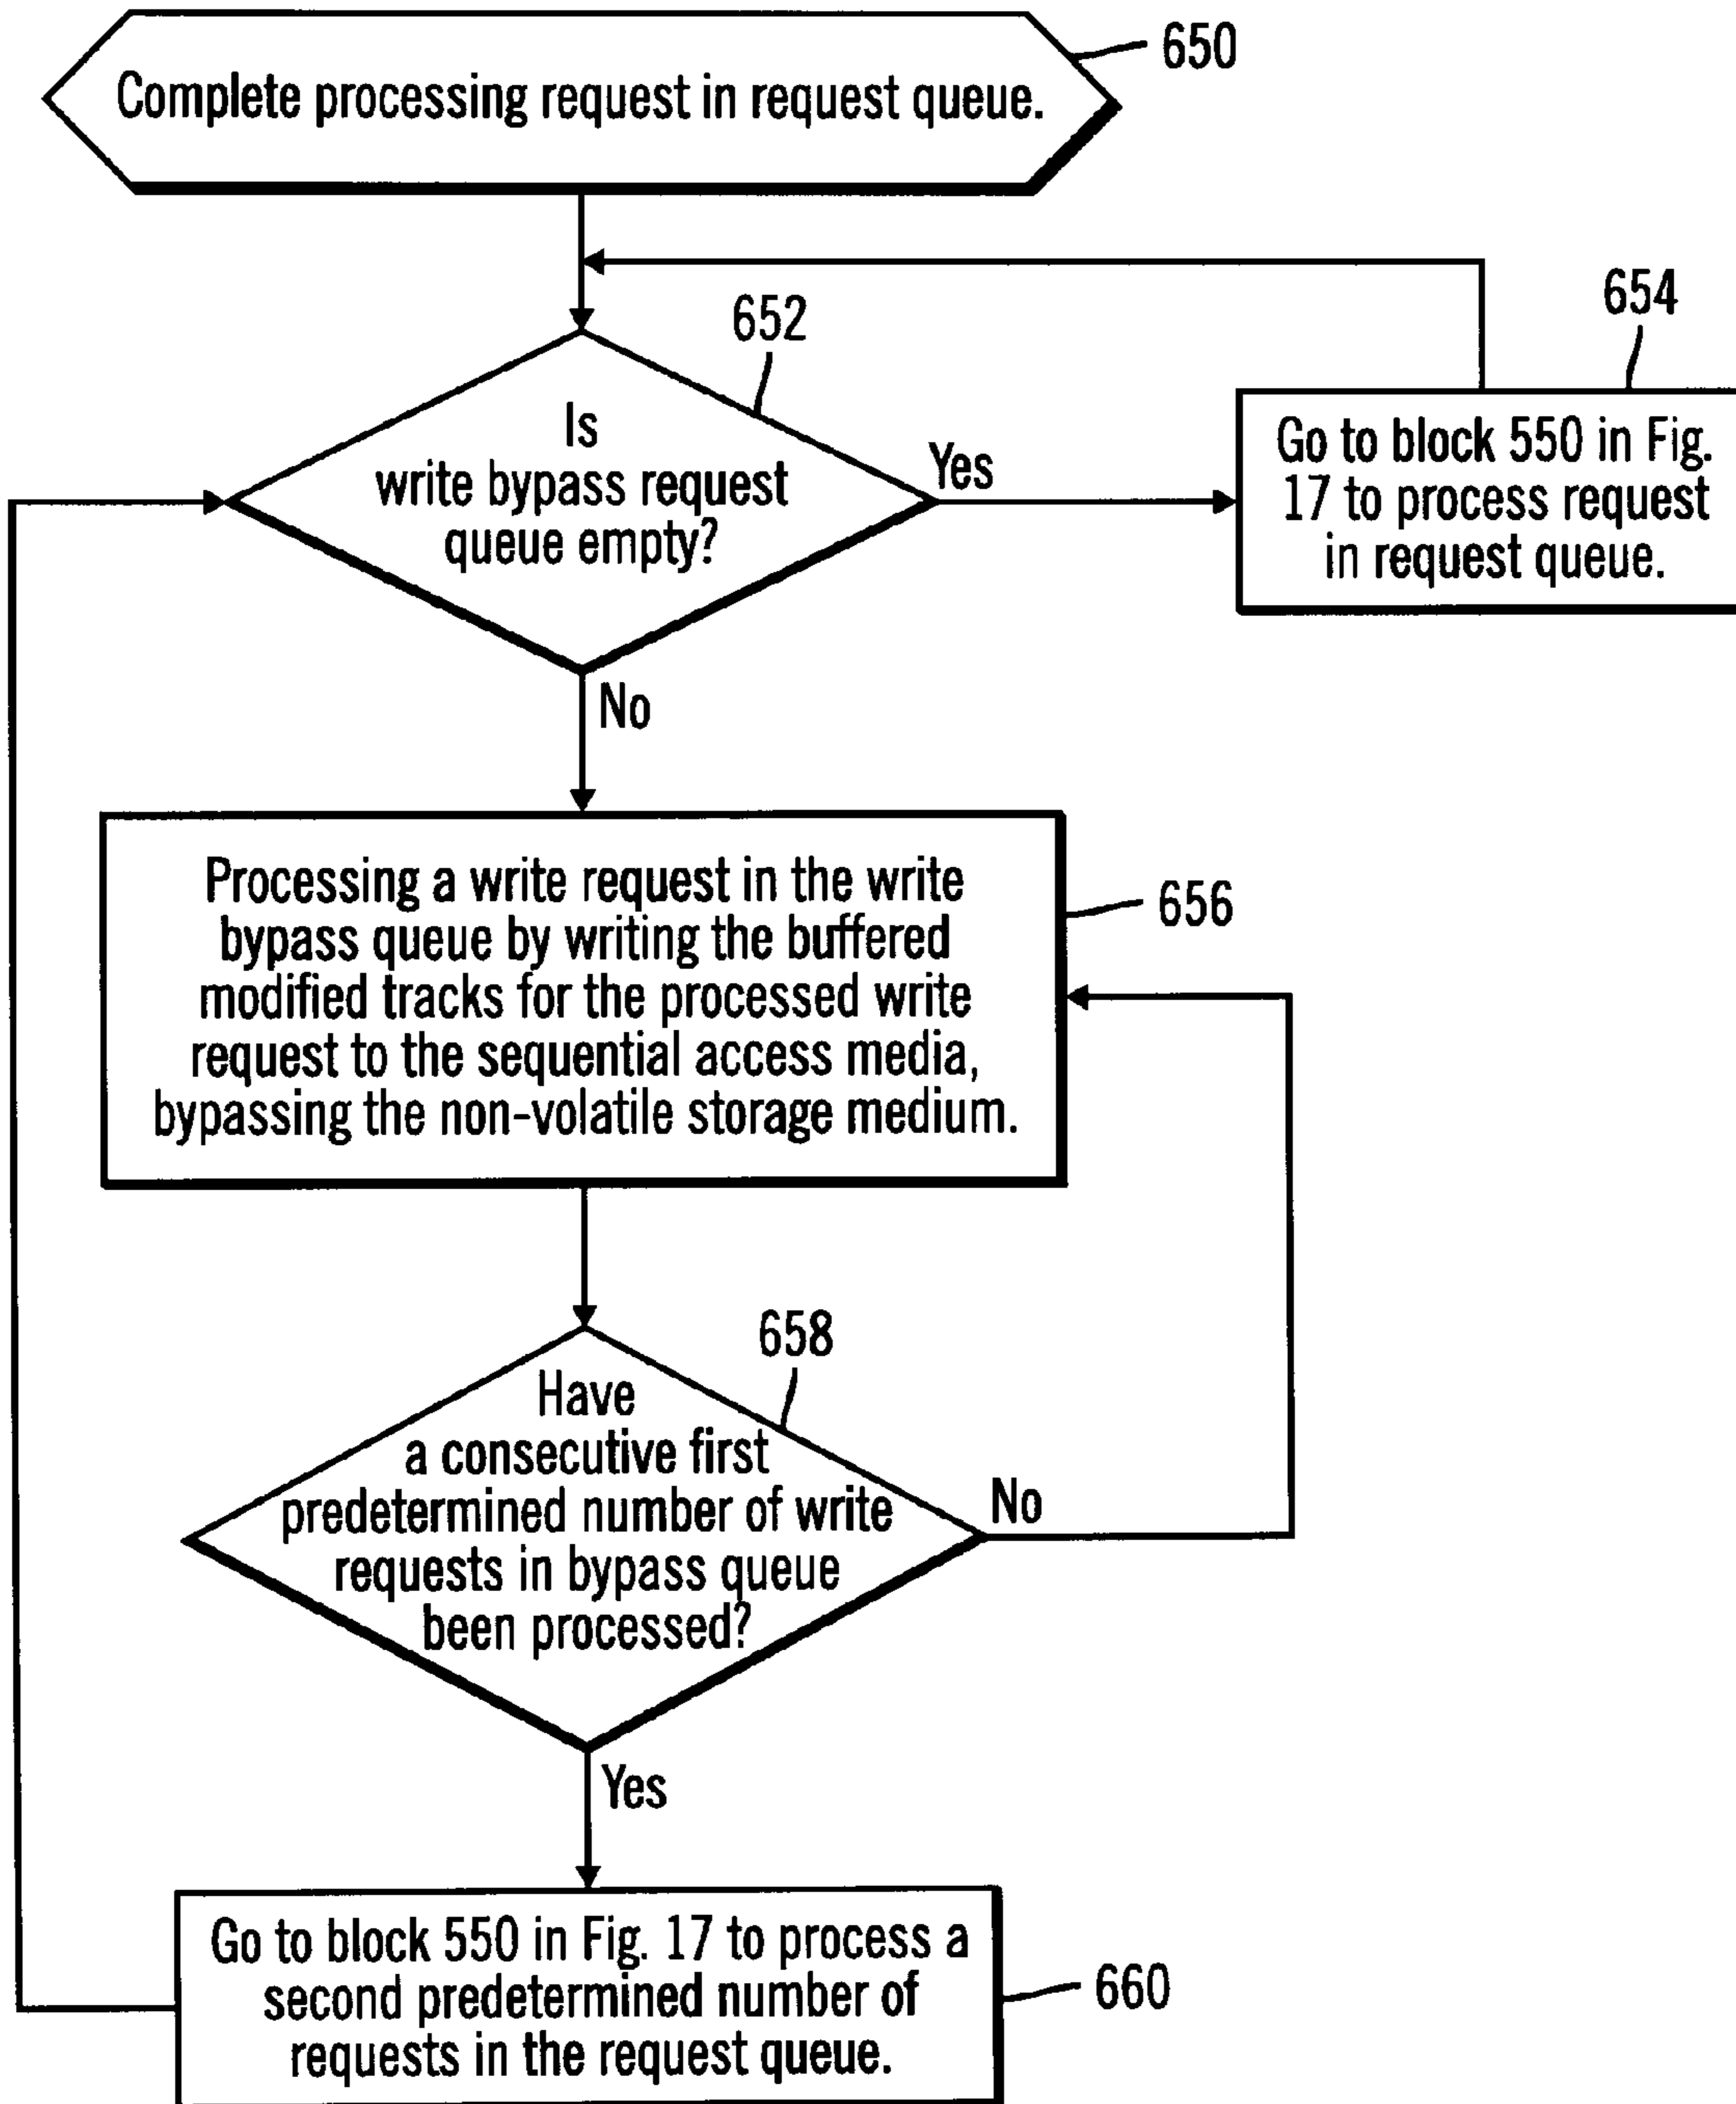 650
Complete processing request in request queue.
652
654
Is
write bypass request
queue empty?
Yes
Go to block 550 in Fig.
17 to process request
in request queue.
No
Processing a write request in the write
bypass queue by writing the buffered
modified tracks for the processed write
request to the sequential access media,
bypassing the non-volatile storage medium.
656
658
Have
a consecutive first
predetermined number of write
requests in bypass queue
been processed?
No
Yes
Go to block 550 in Fig. 17 to process a
second predetermined number of
requests in the request queue.
660